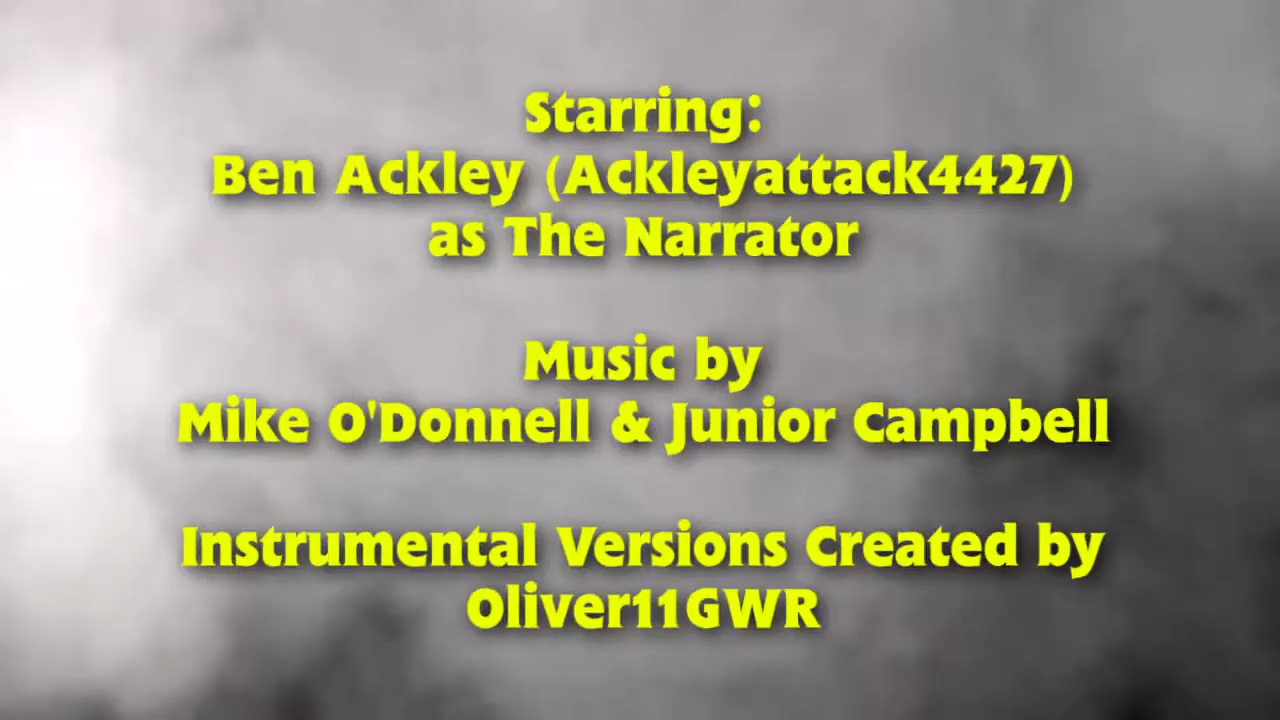 Starring:
Ben Ackley (Ackleyattack4427)
as The Narrator
Music by
Mike O'Donnell & Junior Campbell
Instrumental Versions Created by
Oliver11GWR